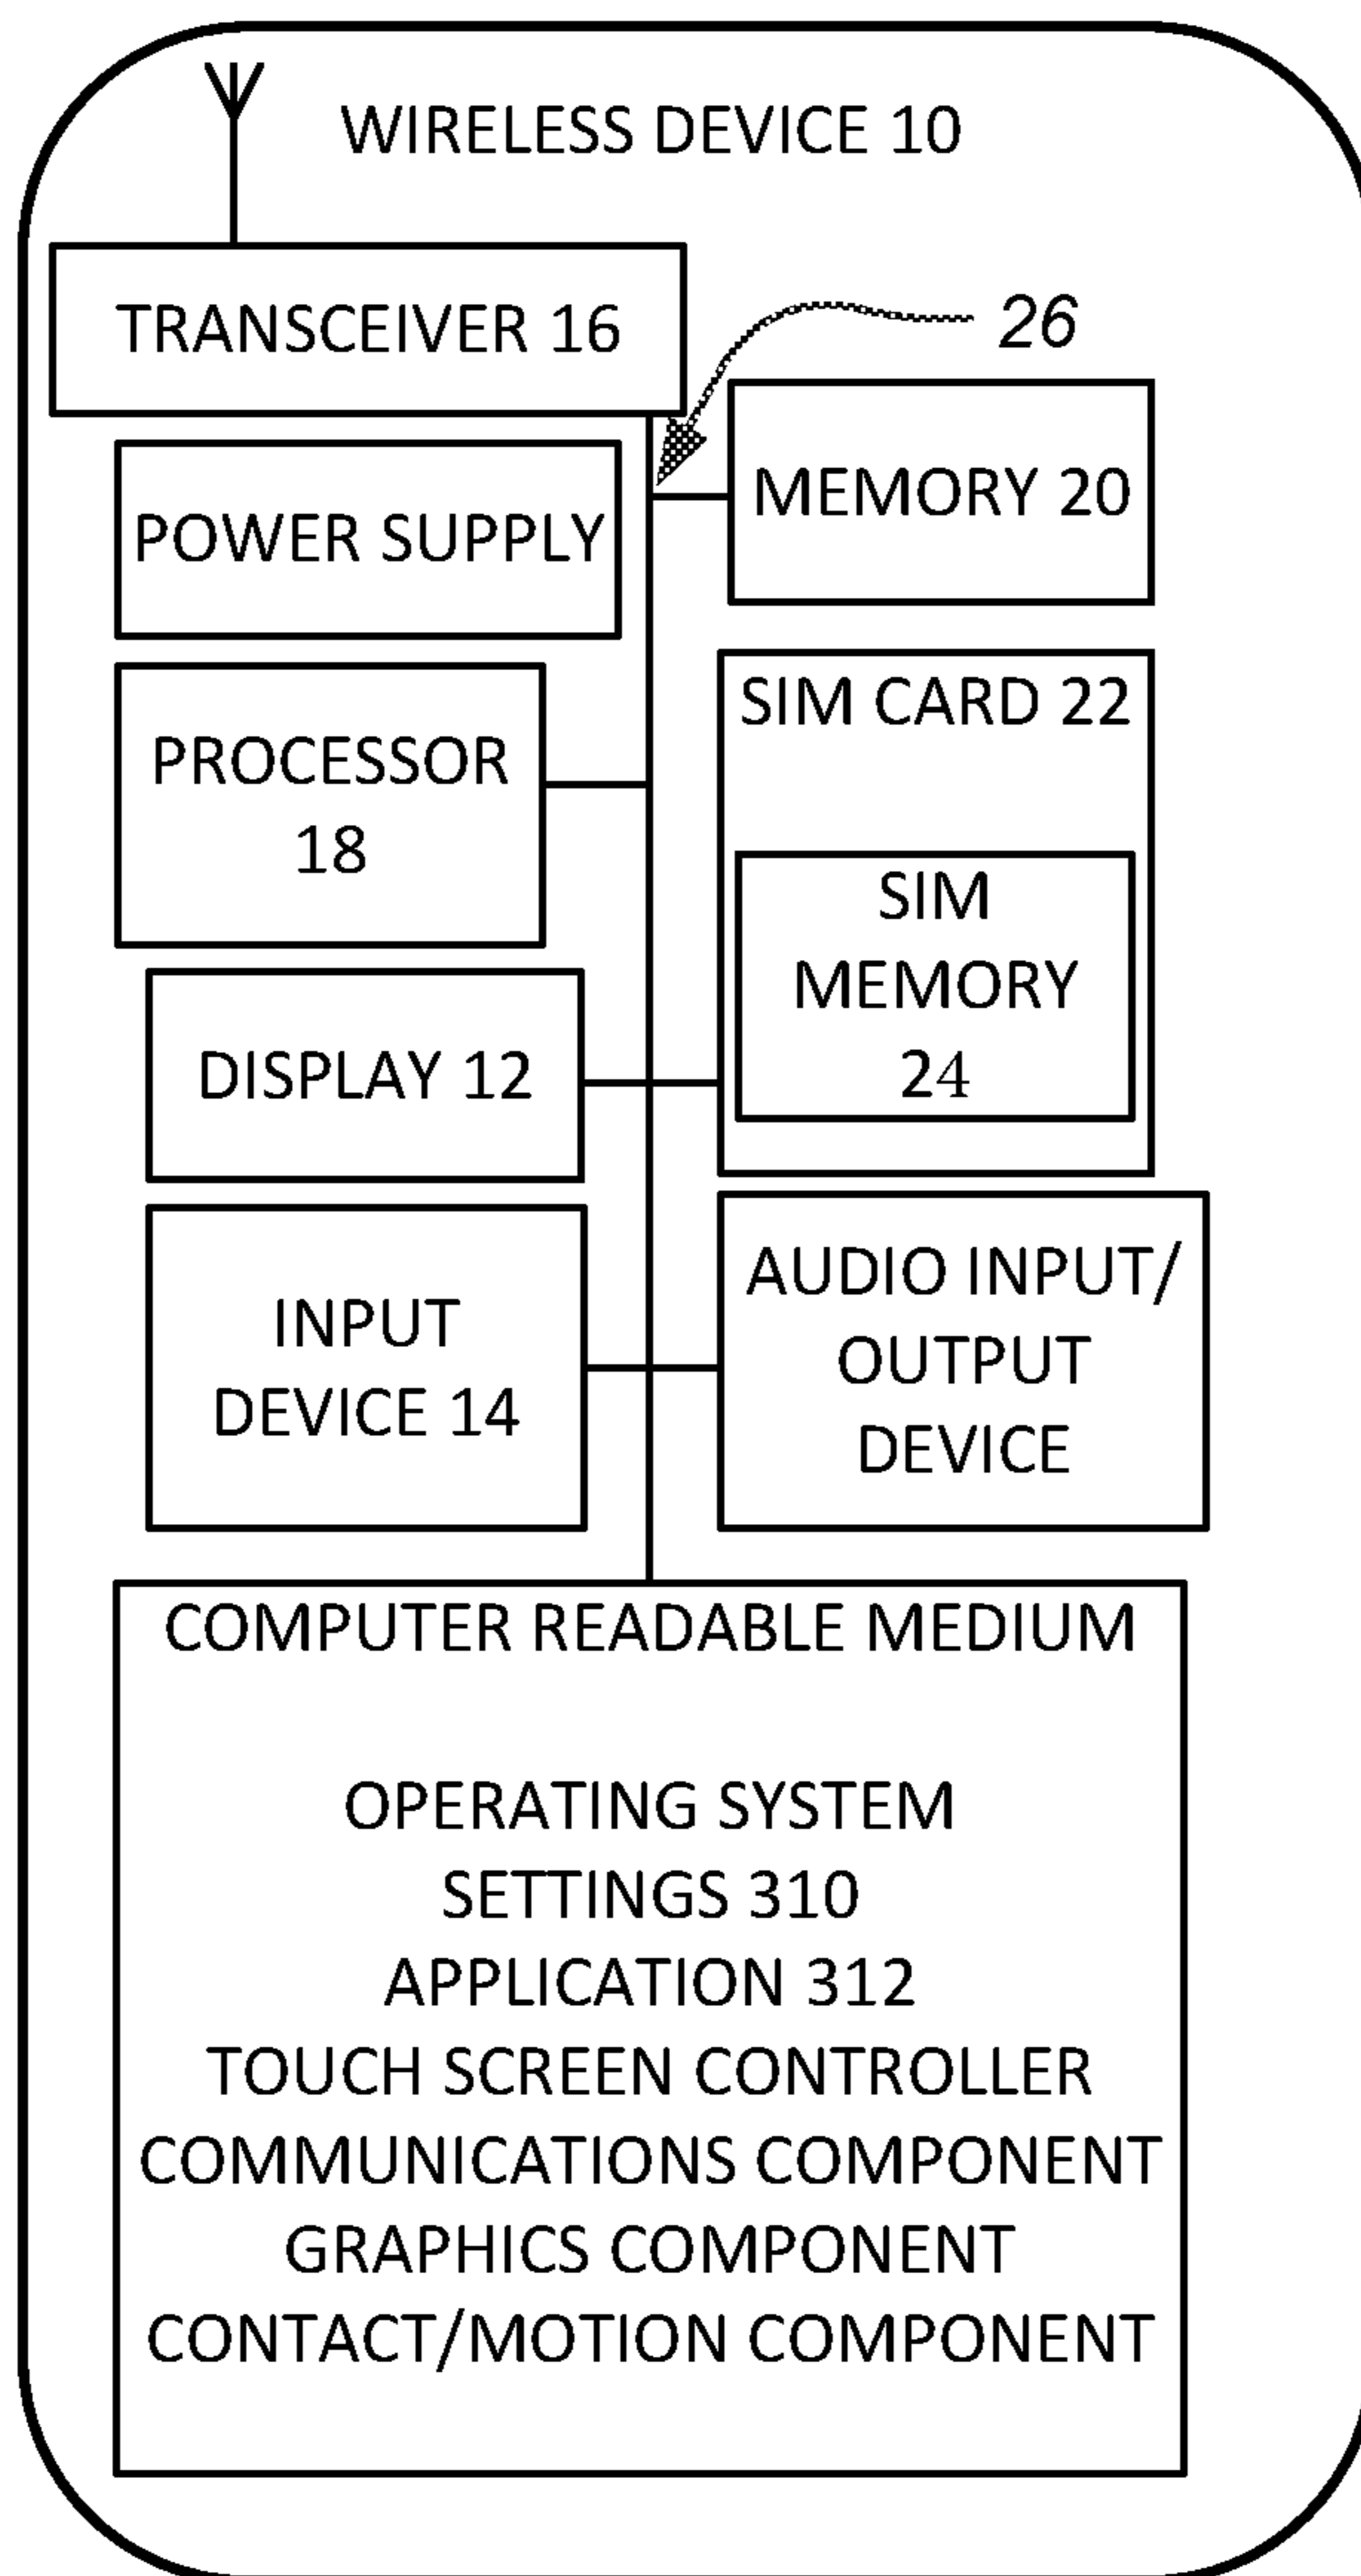 WIRELESS DEVICE 10
TRANSCEIVER 16
26
MEMORY 20
POWER SUPPLY
PROCESSOR
18
SIM CARD 22
SIM
MEMORY
24
DISPLAY 12
INPUT
DEVICE 14
AUDIO INPUT/
OUTPUT
DEVICE
COMPUTER READABLE MEDIUM
OPERATING SYSTEM
SETTINGS 310
APPLICATION 312
TOUCH SCREEN CONTROLLER
COMMUNICATIONS COMPONENT
GRAPHICS COMPONENT
CONTACT/MOTION COMPONENT